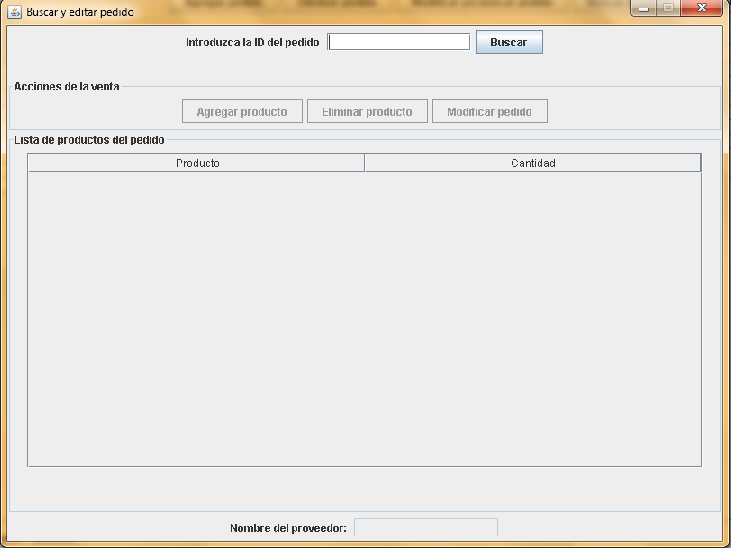 Buscar y editar pedido
Introduzca la ID del pedido Buscar
Acciones de la venta
Agregar producto Eliminar producto Modificar pedido
Lista de productos del pedido
Producto Cantidad
Nombre del proveedor: